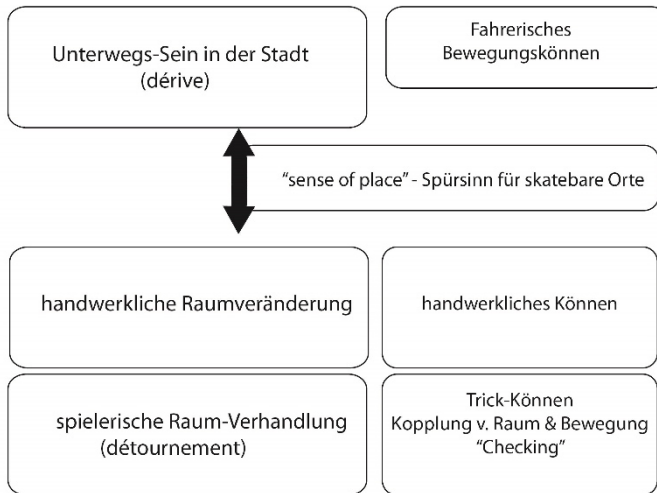 Unterwegs-Sein in der Stadt
(dérive)
Fahrerisches
Bewegungskönnen
“sense of place” - Spürsinn für skatebare Orte
handwerkliche Raumveränderung
handwerkliches Können
spielerische Raum-Verhandlung
(détournement)
Trick-Können
Kopplung v. Raum & Bewegung
“Checking”